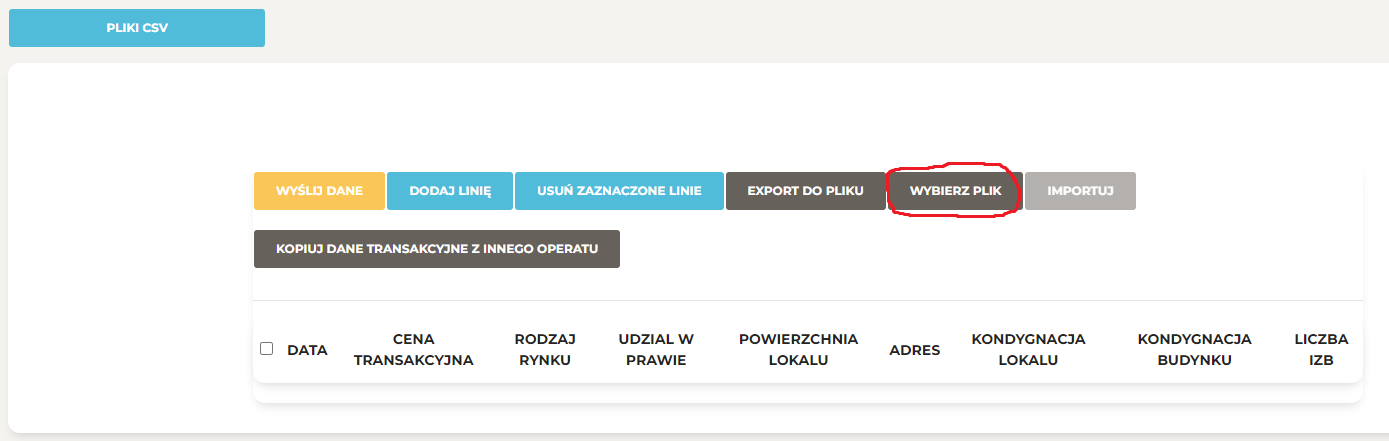 PLIKI CSV
WYŚLIJ DANE DODAJ LINIĘ USUŃ ZAZNACZONE LINIE EXPORT DO PLIKU WYBIERZ PLIK IMPORTUJ
KOPIUJ DANE TRANSAKCYJNE Z INNEGO OPERATU
DATA
CENA
TRANSAKCYJNA
RODZAJ
RYNKU
UDZIAL W
PRAWIE
POWIERZCHNIA
LOKALU
ADRES
KONDYGNACJA
LOKALU
KONDYGNACJA
BUDYNKU
LICZBA
IZB